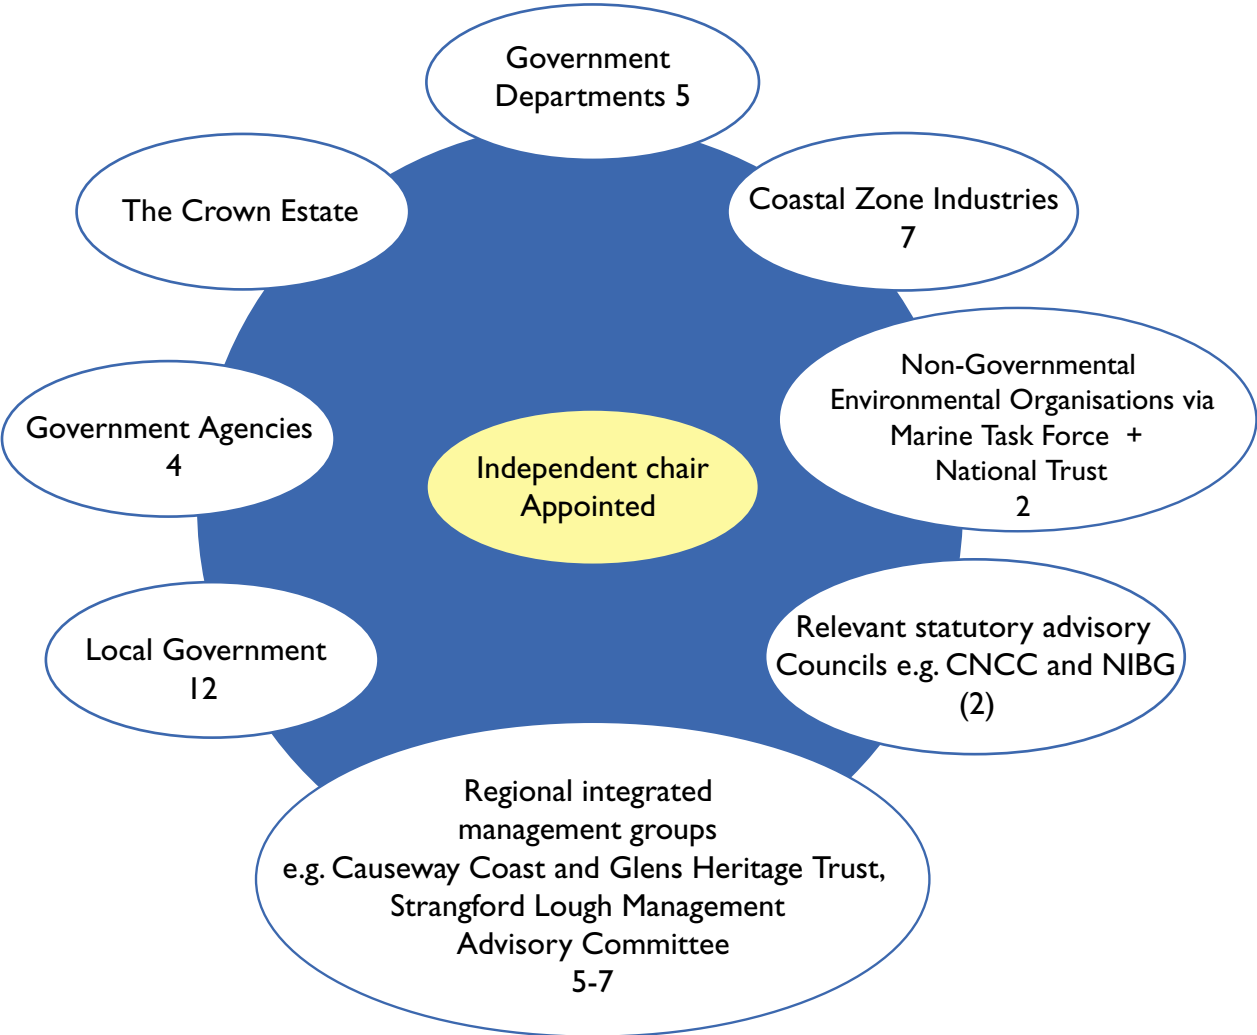 Government
Departments 5
The Crown Estate
Coastal Zone Industries
7
Non-Governmental
Environmental Organisations via
Marine Task Force +
National Trust
2
Government Agencies
4
Independent chair
Appointed
Local Government
12
Relevant statutory advisory
Councils e.g. CNCC and NIBG
(2)
Regional integrated
management groups
e.g. Causeway Coast and Glens Heritage Trust,
Strangford Lough Management
Advisory Committee
5-7